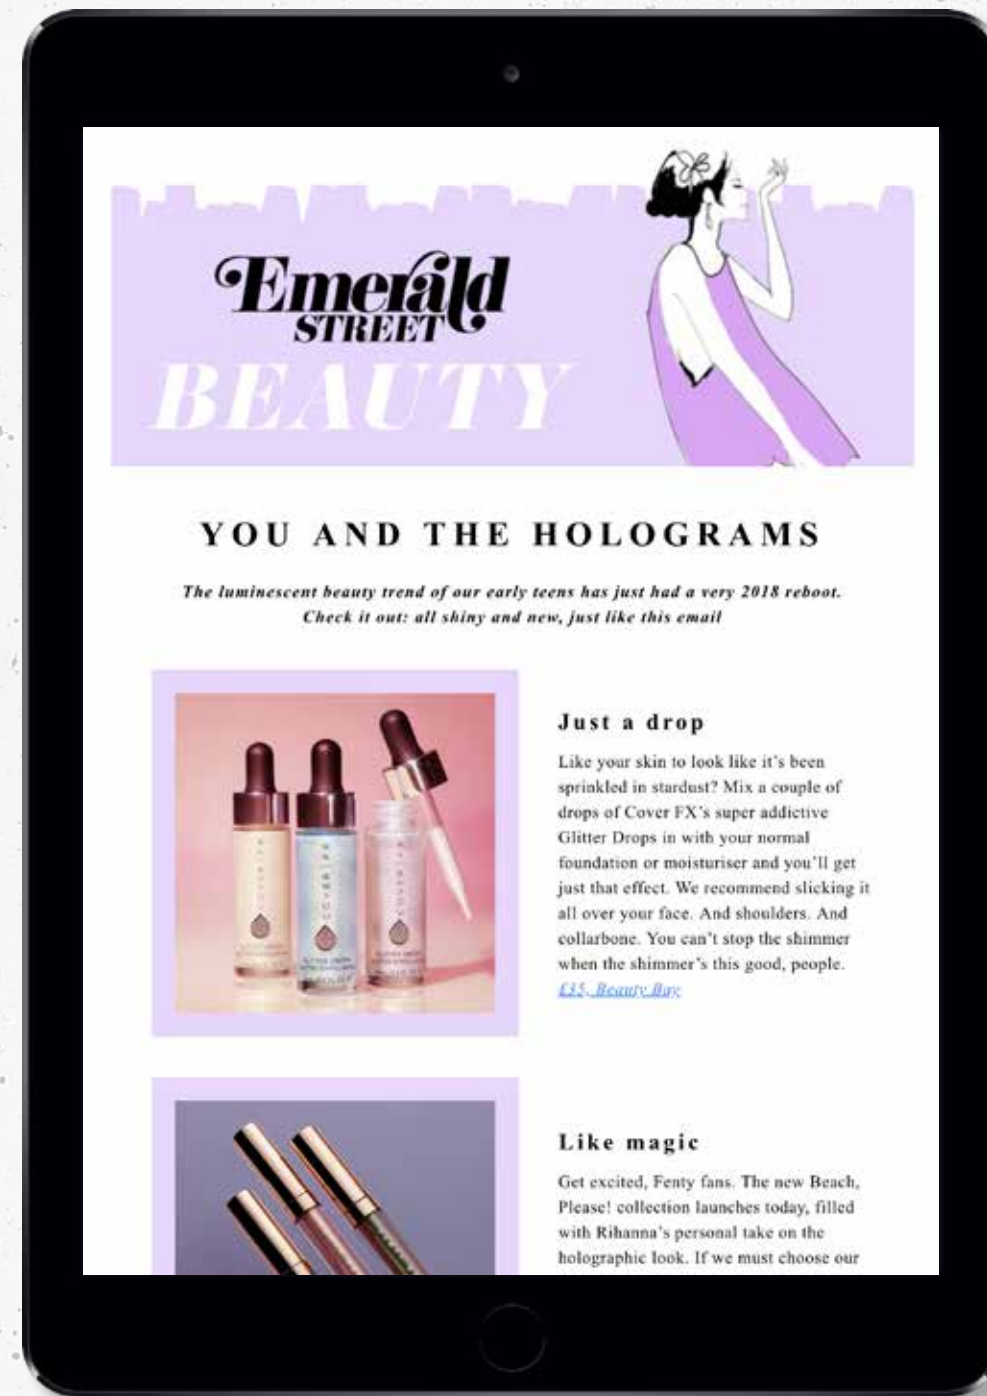 Emerald
STREET
BEAUTY
YOU AND THE HOLOGRAMS
The luminescent beauty trend of our early teens has just had a very 2018 reboot.
Check it out: all shiny and new, just like this email
Just a drop
Like your skin to look like it's been
sprinkled in stardust? Mix a couple of
drops of Cover FX's super addictive
Glitter Drops in with your normal
foundation or moisturiser and you'll get
just that effect. We recommend slicking it
all over your face. And shoulders. And
collarbone. You can't stop the shimmer
when the shimmer's this good, people.
£35, Beauty Bay
Like magic
Get excited, Fenty fans. The new Beach,
Please! collection launches today, filled
with Rihanna's personal take on the
holographic look. If we must choose our